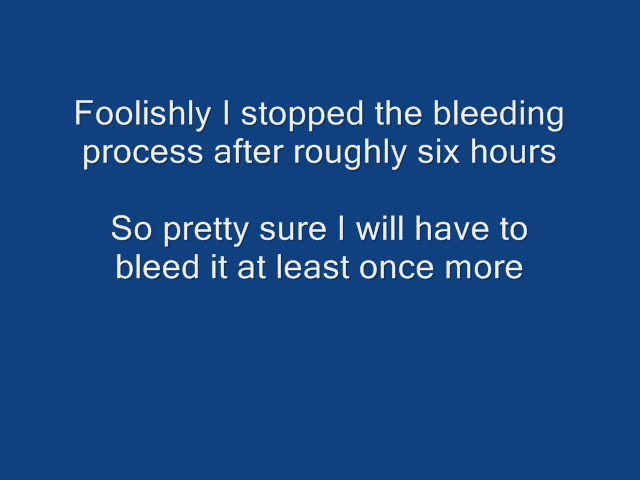 Foolishly I stopped the bleeding
process after roughly six hours
So pretty sure I will have to
bleed it at least once more